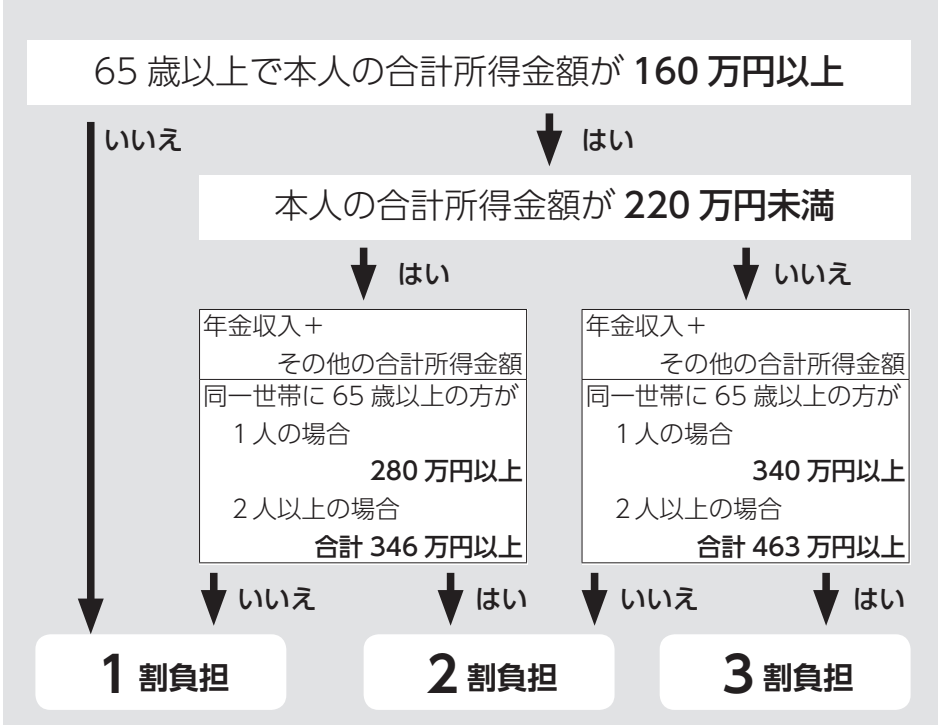 65 歳以上で本人の合計所得金額が 160 万円以上
いいえ
はい
本人の合計所得金額が 220 万円未満
はい
いいえ
年金収入＋
その他の合計所得金額
同一世帯に 65 歳以上の方が
1 人の場合
280 万円以上
2 人以上の場合
合計 346 万円以上
年金収入＋
その他の合計所得金額
同一世帯に 65 歳以上の方が
1 人の場合
340 万円以上
2 人以上の場合
合計 463 万円以上
いいえ
はい
いいえ
はい
1 割負担
2 割負担
3 割負担